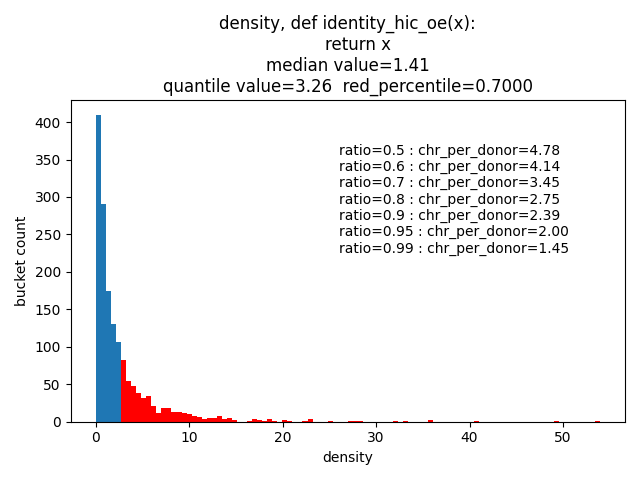 density, def identity_hic_oe(x):
return x
median value=1.41
quantile value=3.26  red_percentile=0.7000
400
350
300
250
200
150
100
50
0
bucket count
ratio=0.5 : chr_per_donor=4.78
ratio=0.6 : chr_per_donor=4.14
ratio=0.7 : chr_per_donor=3.45
ratio=0.8 : chr_per_donor=2.75
ratio=0.9 : chr_per_donor=2.39
ratio=0.95 : chr_per_donor=2.00
ratio=0.99 : chr_per_donor=1.45
0 10 20 30 40 50
density